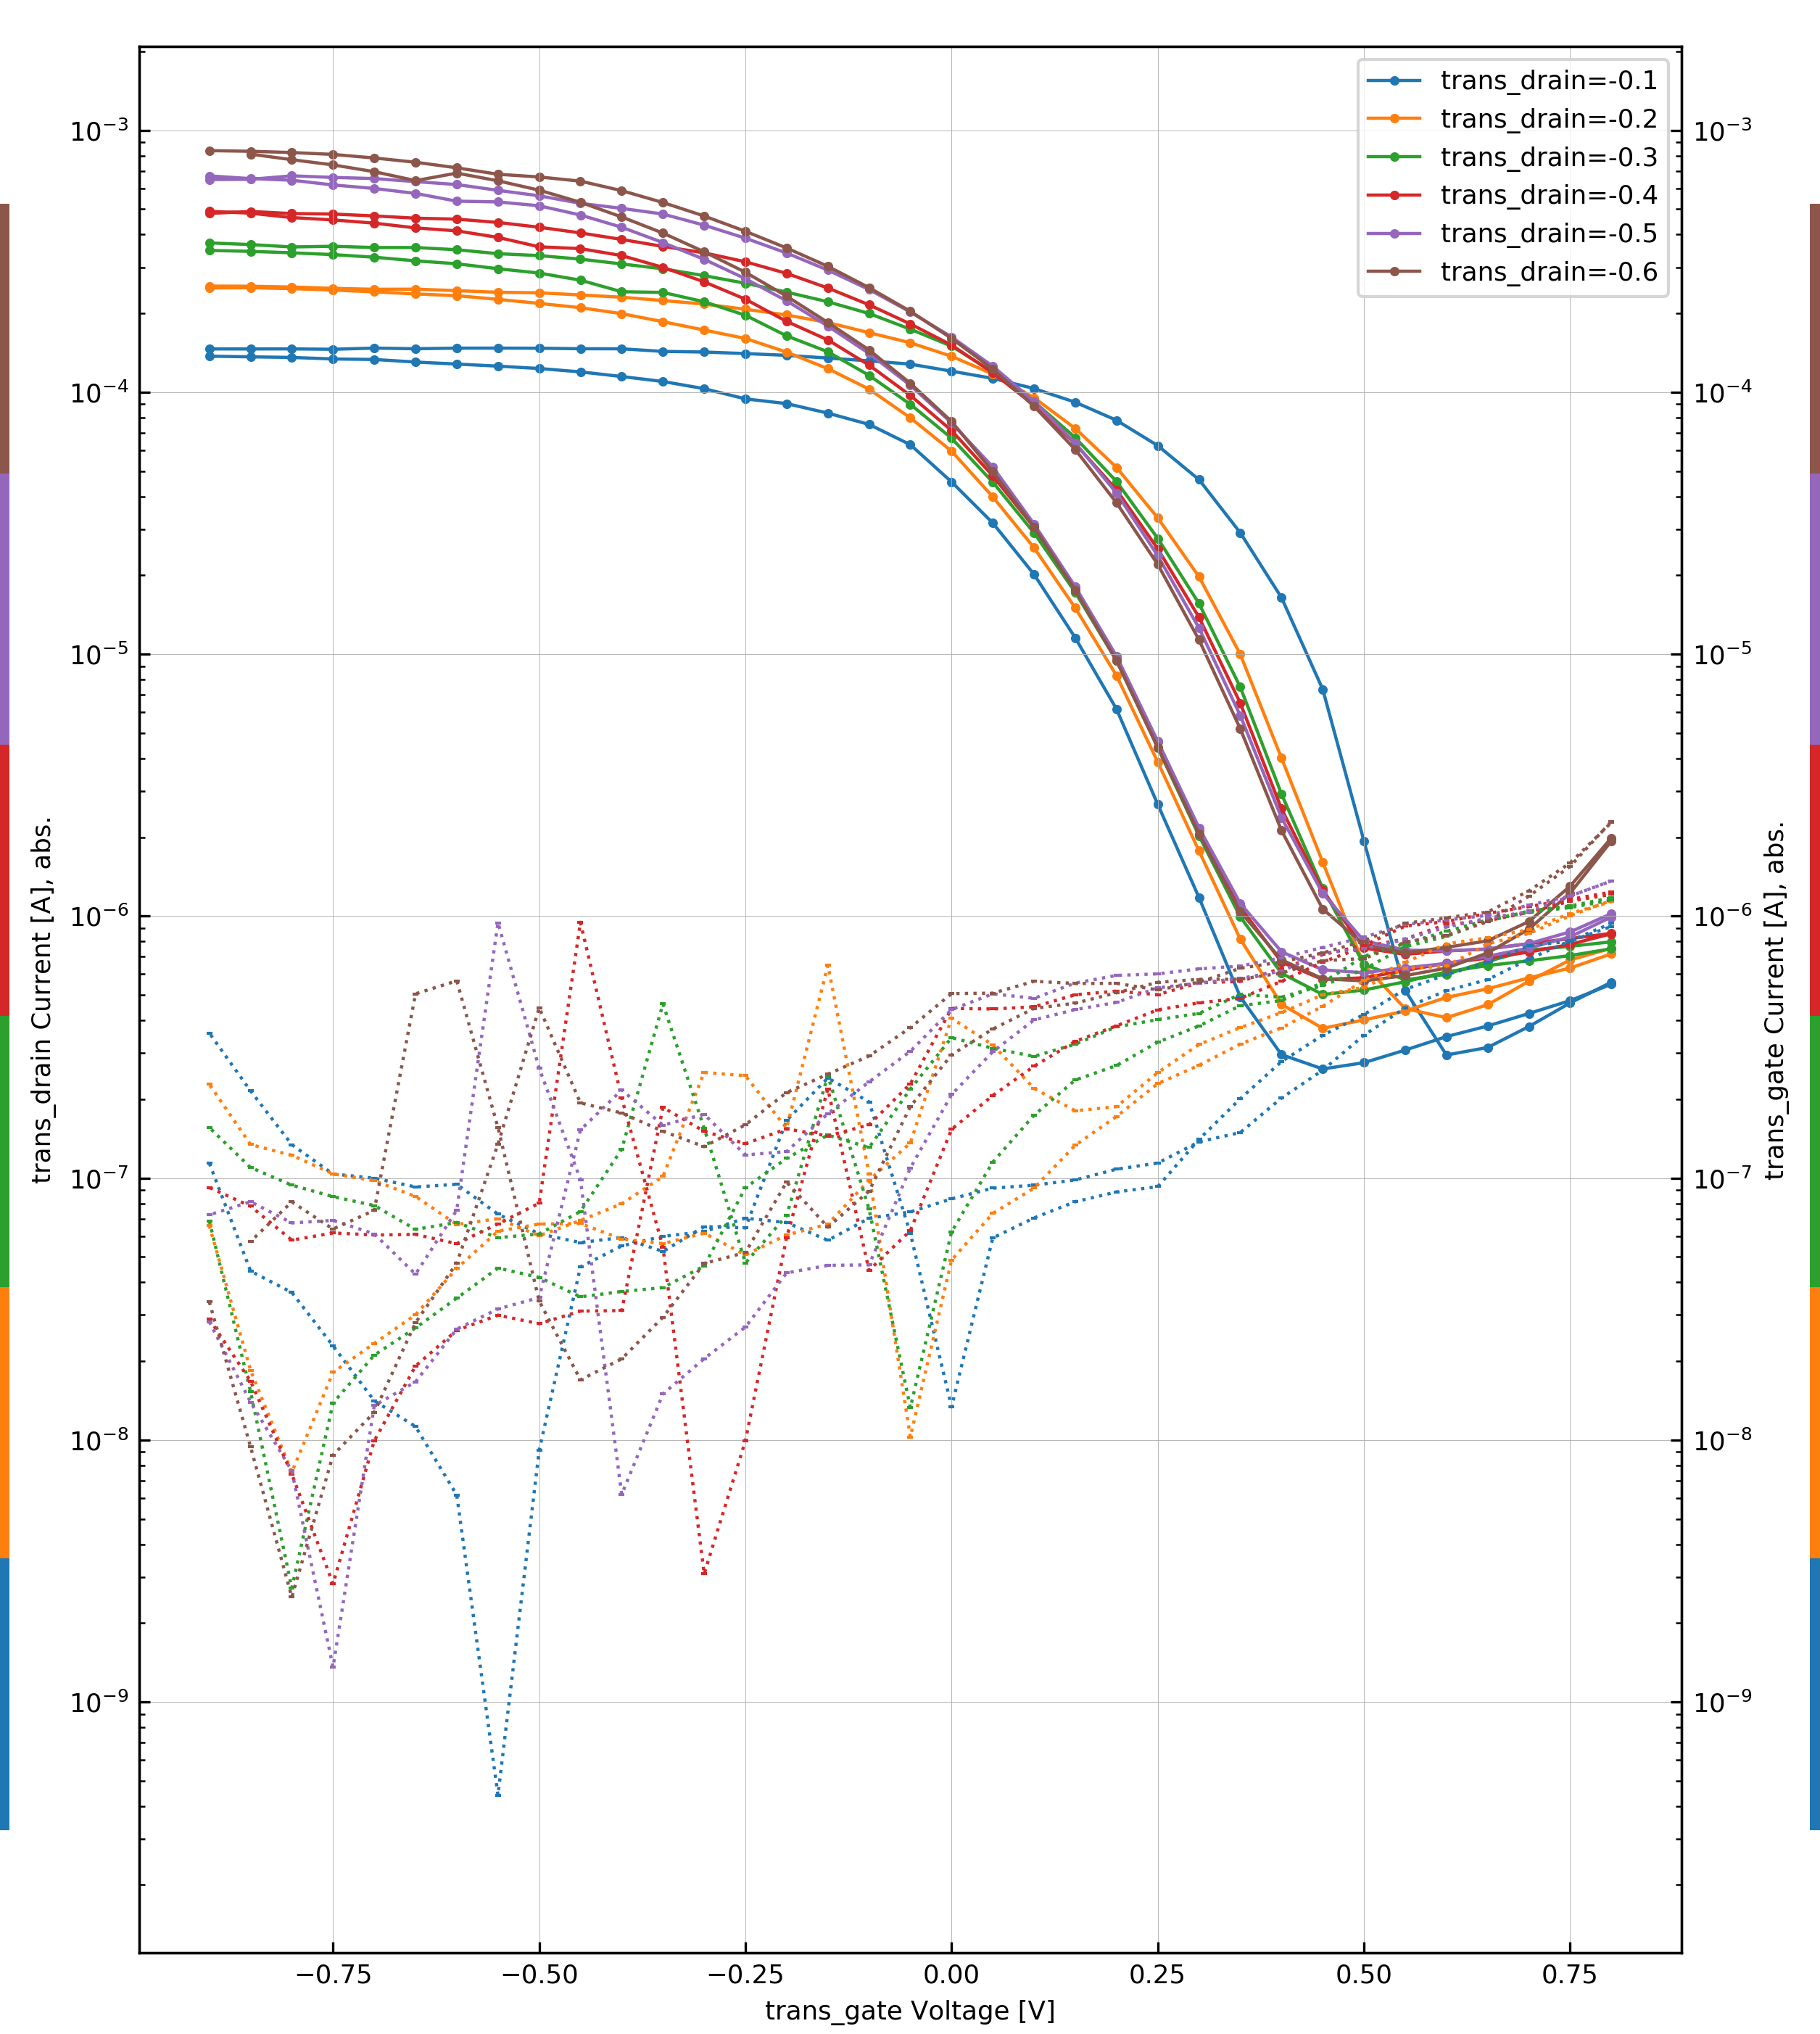 trans_drain=-0.1
trans_drain=-0.2
trans_drain=-0.3
trans_drain=-0.4
trans_drain=-0.5
trans_drain=-0.6
10⁻³
10⁻⁴
10⁻⁵
10⁻⁶
10⁻⁷
10⁻⁸
10⁻⁹
trans_drain Current [A], abs.
10⁻³
10⁻⁴
10⁻⁵
10⁻⁶
10⁻⁷
10⁻⁸
10⁻⁹
trans_gate Current [A], abs.
−0.75 −0.50 −0.25 0.00 0.25 0.50 0.75
trans_gate Voltage [V]